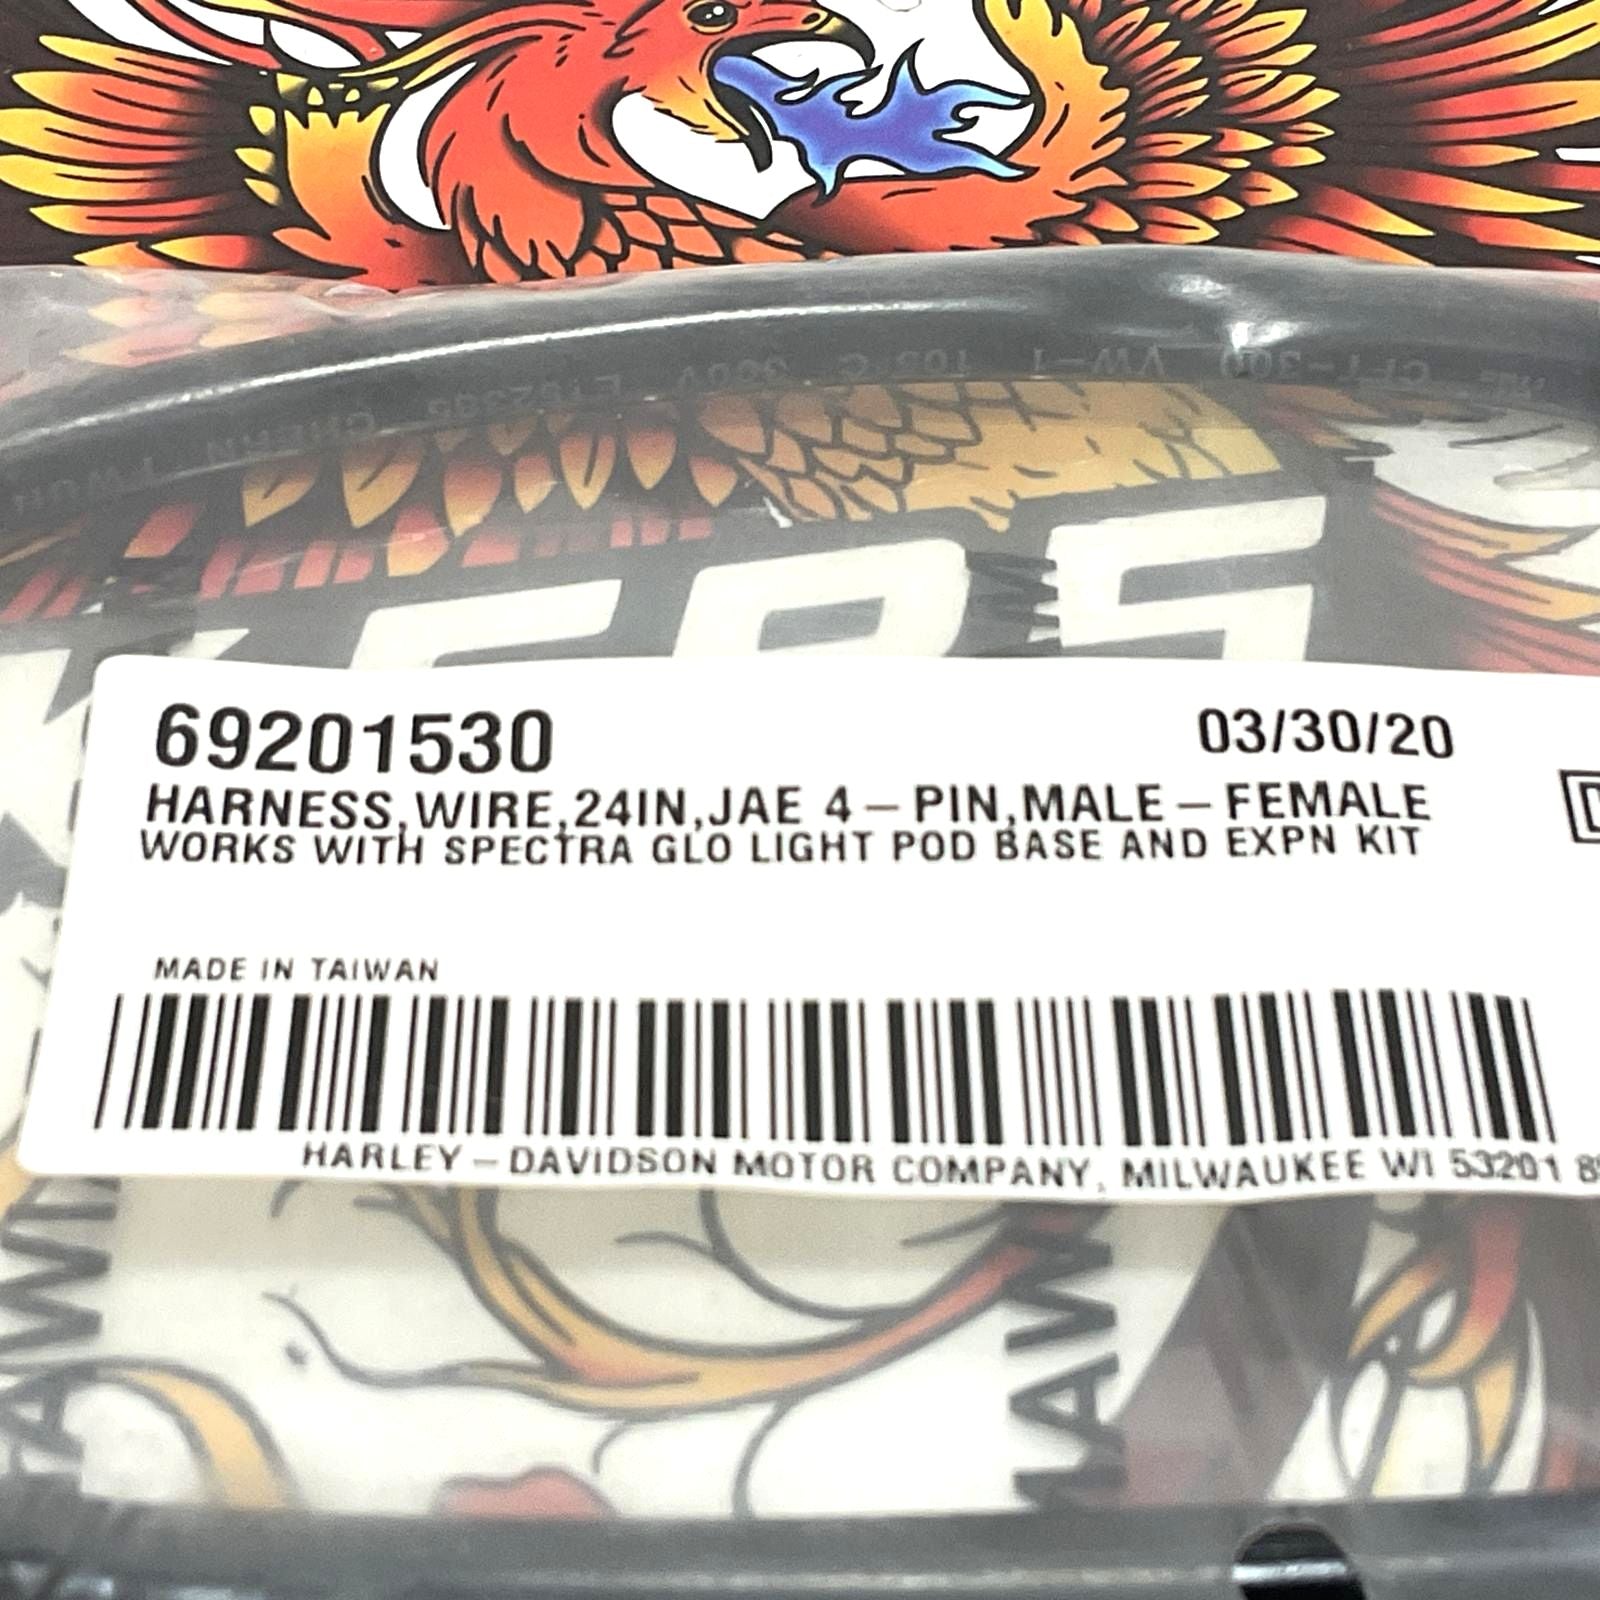 69201530
03/30/20
HARNESS,WIRE,24IN,JAE 4-PIN,MALE-FEMALE
WORKS WITH SPECTRA GLO LIGHT POD BASE AND EXPN KIT
MADE IN TAIWAN
HARLEY-DAVIDSON MOTOR COMPANY, MILWAUKEE WI 53201